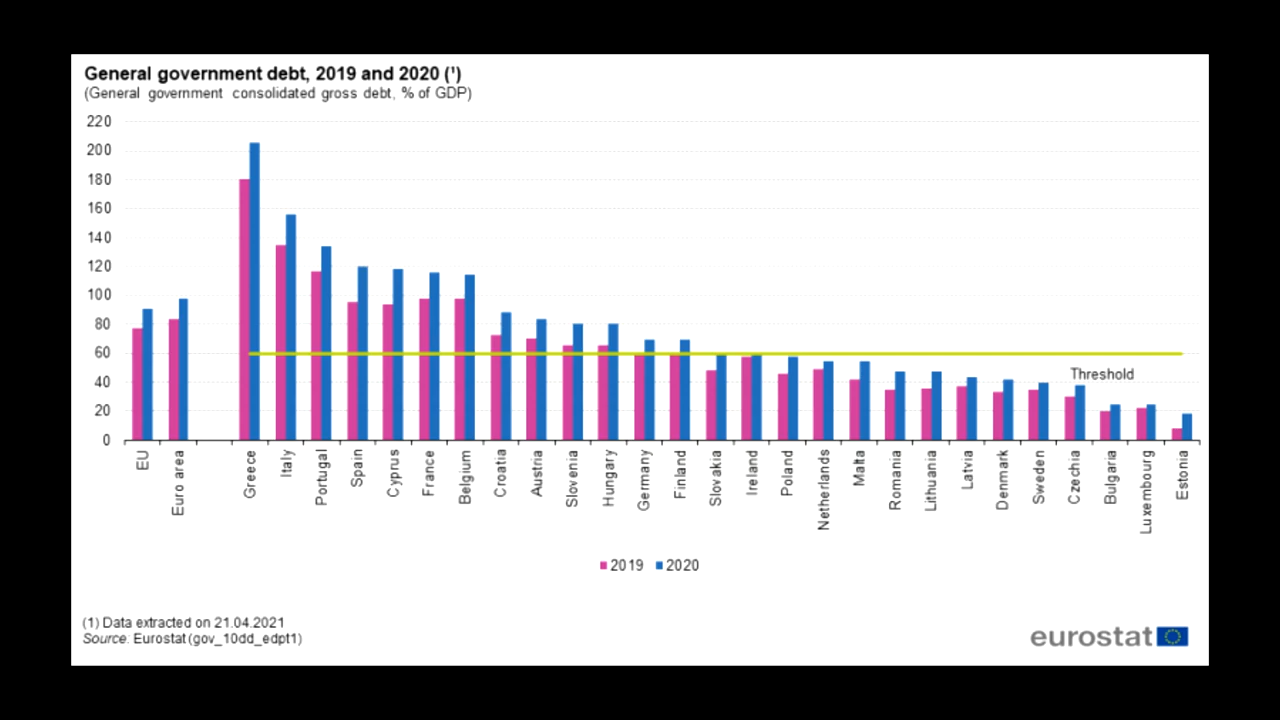 General government debt, 2019 and 2020 (¹)
(General government consolidated gross debt, % of GDP)
220
200
180
160
140
120
100
80
60
40
20
0
Threshold
EU
Euro area
Greece
Italy
Portugal
Spain
Cyprus
France
Belgium
Croatia
Austria
Slovenia
Hungary
Germany
Finland
Slovakia
Ireland
Poland
Netherlands
Malta
Romania
Lithuania
Latvia
Denmark
Sweden
Czechia
Bulgaria
Luxembourg
Estonia
2019 2020
(1) Data extracted on 21.04.2021
Source: Eurostat (gov_10dd_edpt1)
eurostat